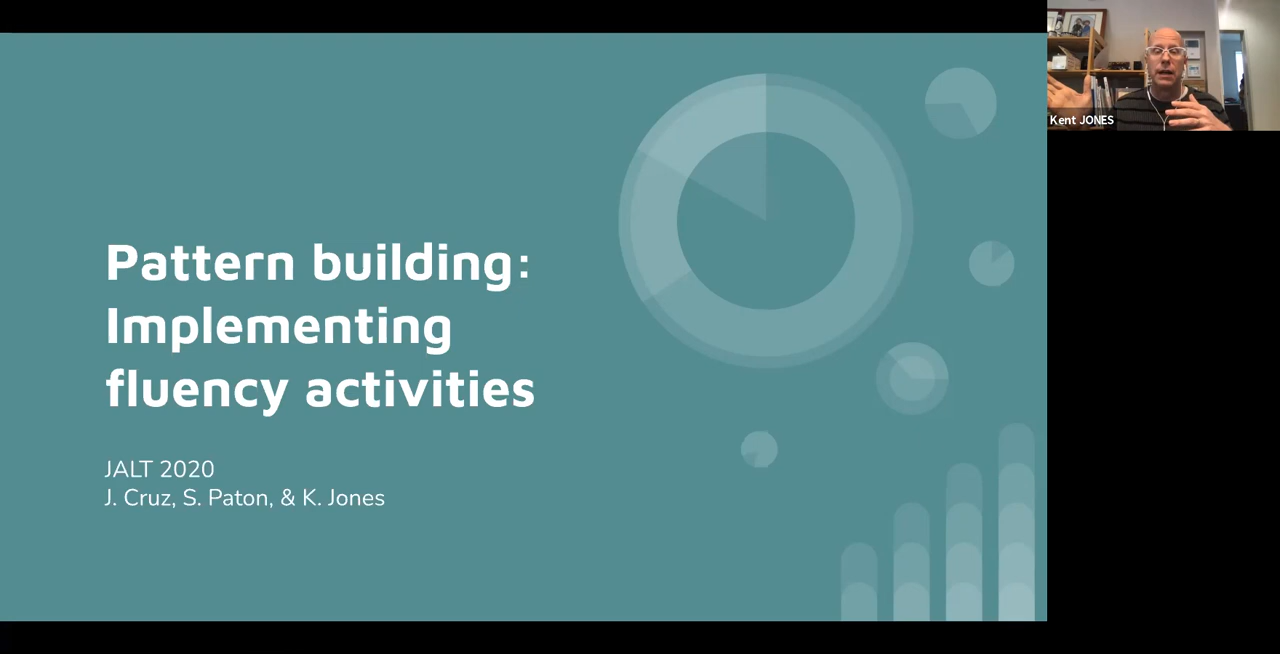 Pattern building:
Implementing
fluency activities
JALT 2020
J. Cruz, S. Paton, & K. Jones
Kent JONES